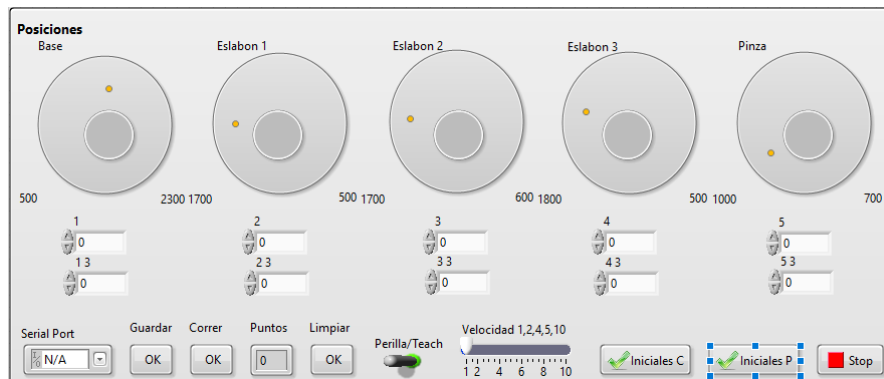 Posiciones
Base Eslabon 1 Eslabon 2 Eslabon 3 Pinza
500 2300 1700 500 1700 600 1800 500 1000 700
1 2 3 4 5
0 0 0 0 0
1 3 2 3 3 3 4 3 5 3
0 0 0 0 0
Serial Port Guardar Correr Puntos Limpiar Perilla/Teach Velocidad 1,2,4,5,10
I/O N/A OK OK 0 OK Iniciales C Iniciales P Stop
1 2 4 6 8 10